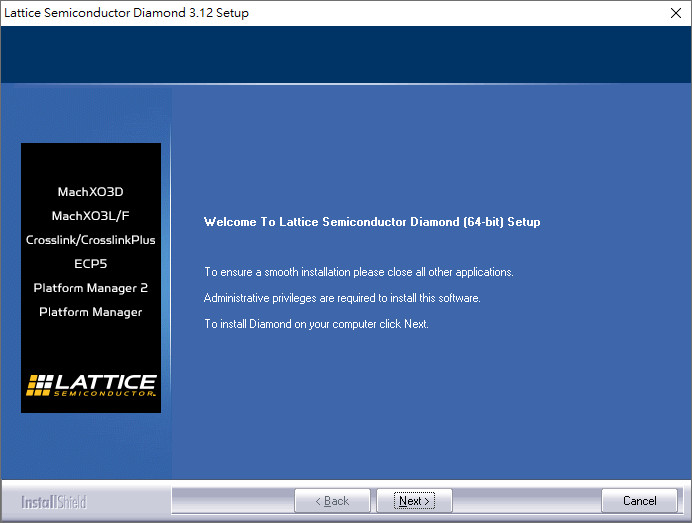 Lattice Semiconductor Diamond 3.12 Setup
MachXO3D
MachXO3L/F
Crosslink/CrosslinkPlus
ECP5
Platform Manager 2
Platform Manager
LATTICE
SEMICONDUCTOR
Welcome To Lattice Semiconductor Diamond (64-bit) Setup
To ensure a smooth installation please close all other applications.
Administrative privileges are required to install this software.
To install Diamond on your computer click Next.
InstallShield
< Back
Next >
Cancel